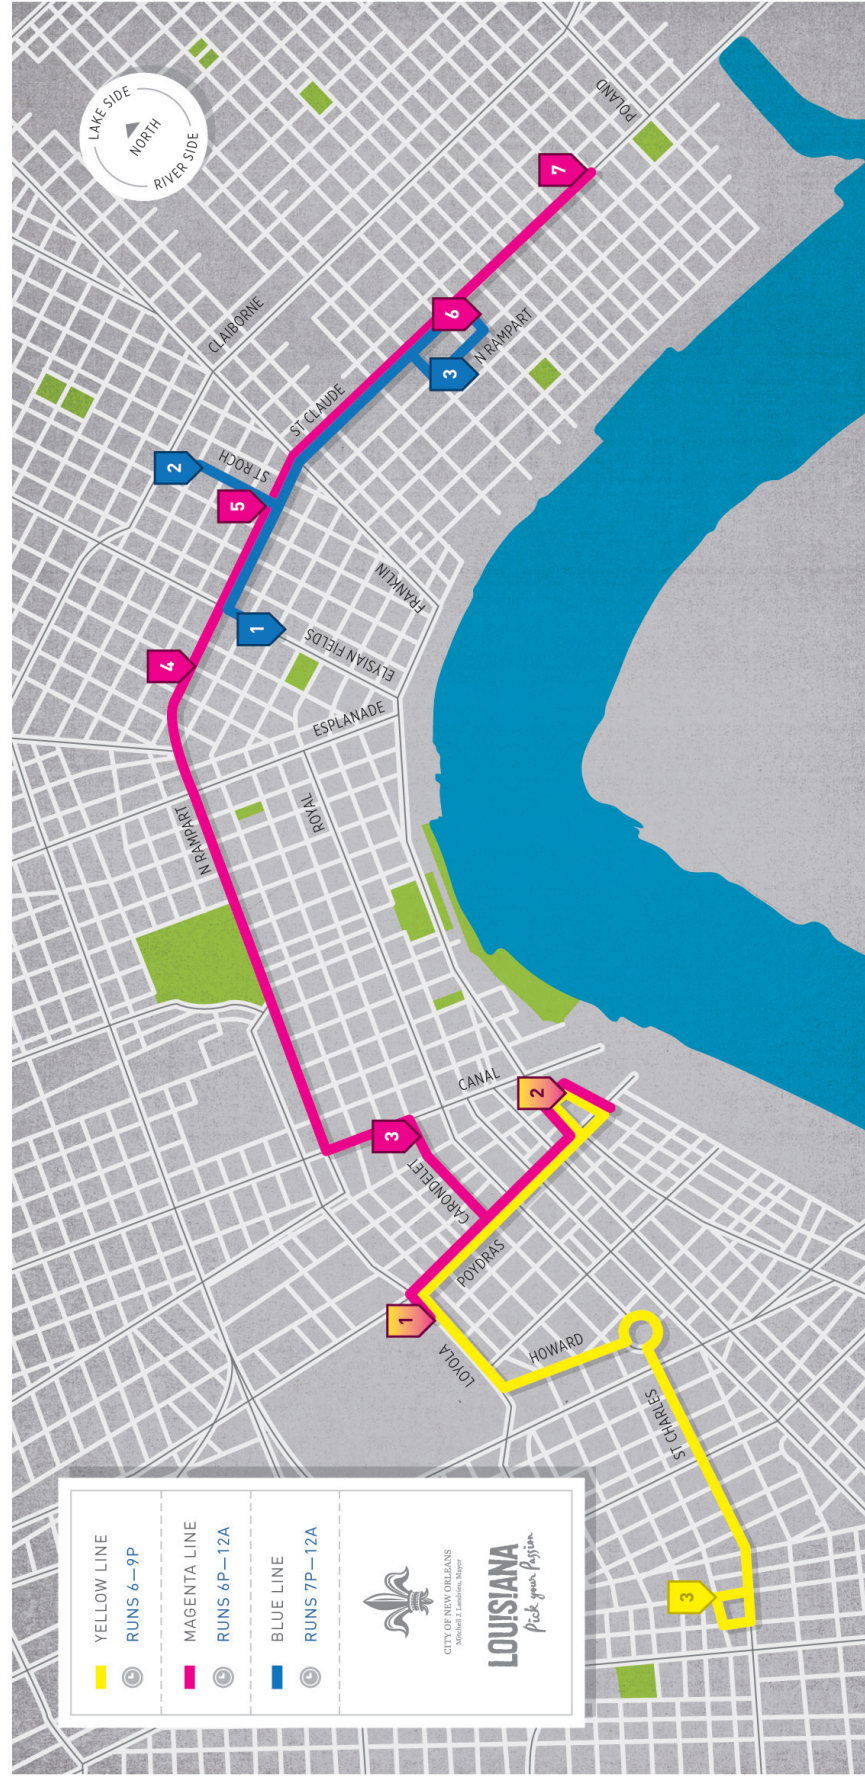 YELLOW LINE
RUNS 6–9P
MAGENTA LINE
RUNS 6P–12A
BLUE LINE
RUNS 7P–12A
CITY OF NEW ORLEANS
Mitchell J. Landrieu, Mayor
LOUISIANA
Pick your Passion
3
ST CHARLES
HOWARD
LOYOLA
1
POYDRAS
CARONDELET
3
CANAL
2
N RAMPART
ROYAL
ESPLANADE
4
ELYSIAN FIELDS
1
FRANKLIN
5
2
ST ROCH
ST CLAUDE
CLAIBORNE
3
N RAMPART
6
7
POLAND
LAKE SIDE
NORTH
RIVER SIDE